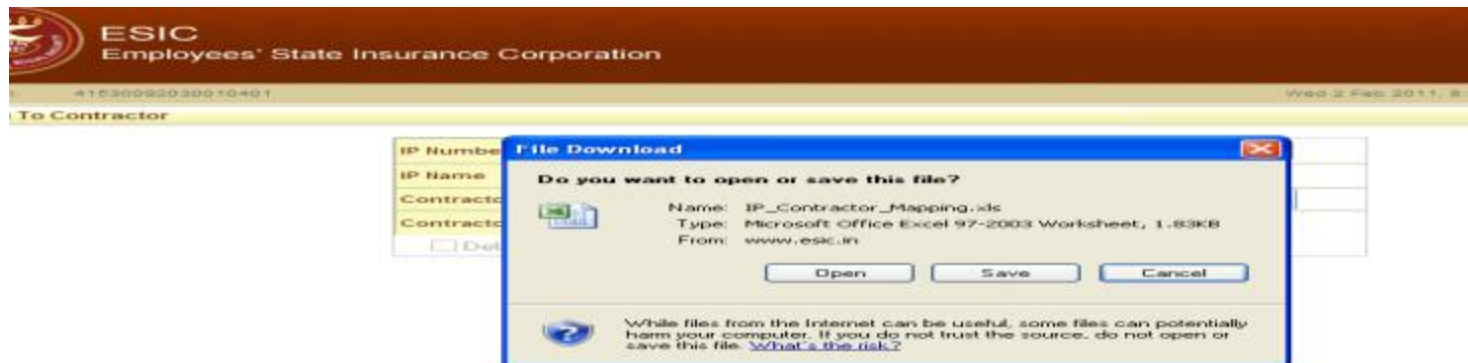 ESIC
Employees' State Insurance Corporation
41530092030010401
Wed 2 Feb 2011, 8
To Contractor
IP Numbe
File Download
IP Name
Do you want to open or save this file?
Contracto
Name: IP_Contractor_Mapping.xls
Contracto
Type: Microsoft Office Excel 97-2003 Worksheet, 1.83KB
Del
From: www.esic.in
Open Save Cancel
While files from the Internet can be useful, some files can potentially
harm your computer. If you do not trust the source, do not open or
save this file. What's the risk?